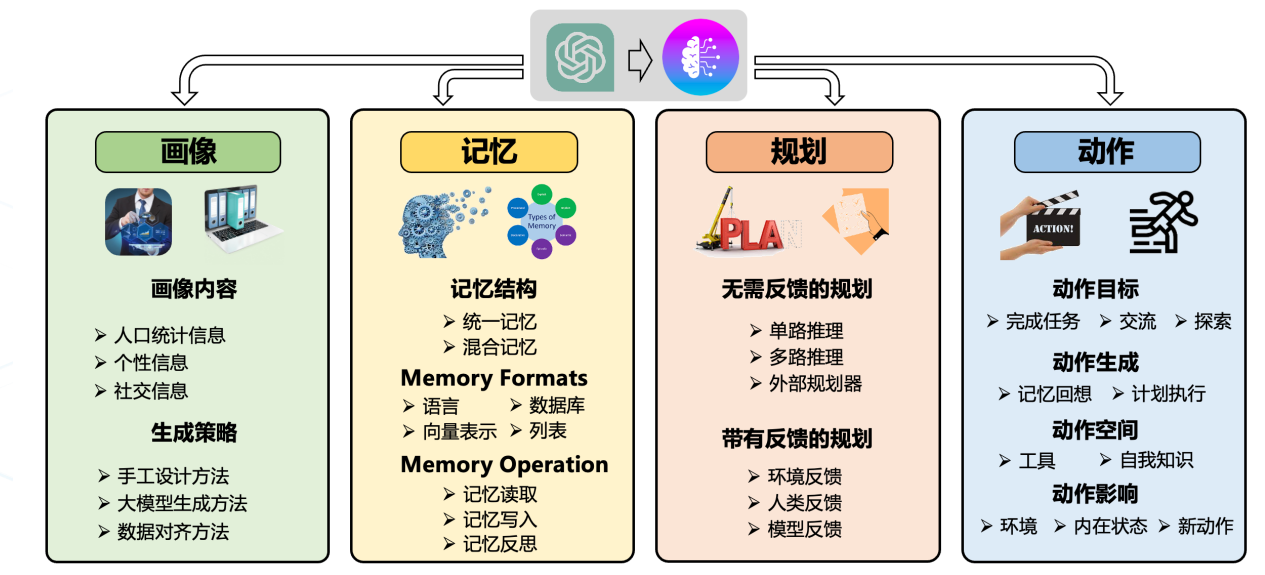 画像
画像内容
➢ 人口统计信息
➢ 个性信息
➢ 社交信息
生成策略
➢ 手工设计方法
➢ 大模型生成方法
➢ 数据对齐方法
记忆
Types of
Memory
记忆结构
➢ 统一记忆
➢ 混合记忆
Memory Formats
➢ 语言 ➢ 数据库
➢ 向量表示 ➢ 列表
Memory Operation
➢ 记忆读取
➢ 记忆写入
➢ 记忆反思
规划
PLAN
无需反馈的规划
➢ 单路推理
➢ 多路推理
➢ 外部规划器
带有反馈的规划
➢ 环境反馈
➢ 人类反馈
➢ 模型反馈
动作
ACTION!
动作目标
➢ 完成任务 ➢ 交流 ➢ 探索
动作生成
➢ 记忆回想 ➢ 计划执行
动作空间
➢ 工具 ➢ 自我知识
动作影响
➢ 环境 ➢ 内在状态 ➢ 新动作